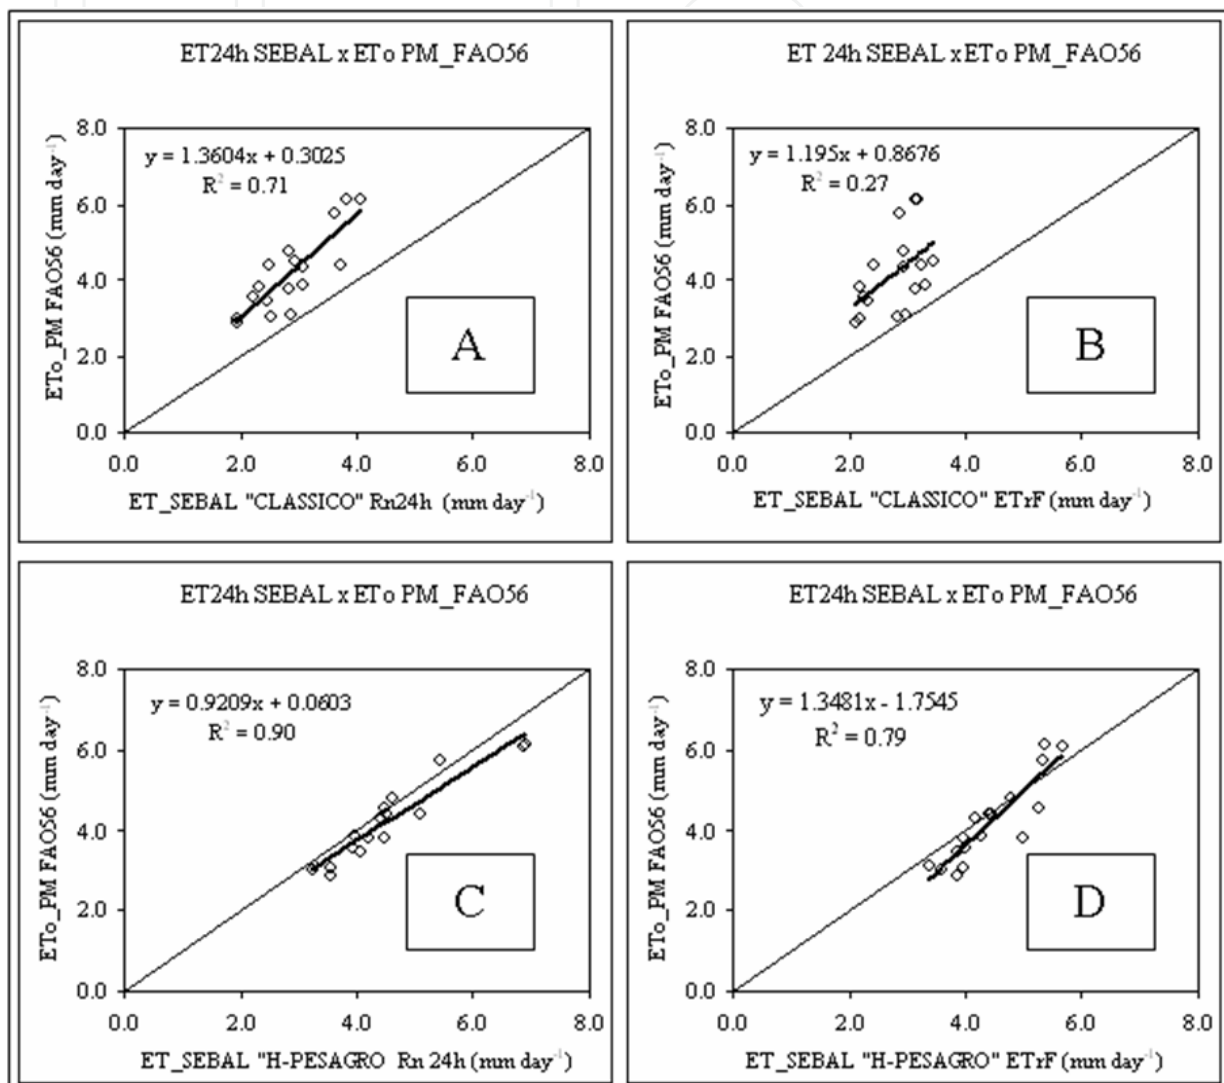 ET24h SEBAL x ETo PM_FAO56
8.0
y = 1.3604x + 0.3025
R² = 0.71
6.0
4.0
2.0
0.0
ETo_PM FAO56 (mm day⁻¹)
A
0.0 2.0 4.0 6.0 8.0
ET_SEBAL "CLASSICO" Rn24h (mm day⁻¹)
ET 24h SEBAL x ETo PM_FAO56
8.0
y = 1.195x + 0.8676
R² = 0.27
6.0
4.0
2.0
0.0
ETo_PM FAO56 (mm day⁻¹)
B
0.0 2.0 4.0 6.0 8.0
ET_SEBAL "CLASSICO" ETrF (mm day⁻¹)
ET24h SEBAL x ETo PM_FAO56
8.0
y = 0.9209x + 0.0603
R² = 0.90
6.0
4.0
2.0
0.0
ETo_PM FAO56 (mm day⁻¹)
C
0.0 2.0 4.0 6.0 8.0
ET_SEBAL "H-PESAGRO Rn 24h (mm day⁻¹)
ET24h SEBAL x ETo PM_FAO56
8.0
y = 1.3481x - 1.7545
R² = 0.79
6.0
4.0
2.0
0.0
ETo_PM FAO56 (mm day⁻¹)
D
0.0 2.0 4.0 6.0 8.0
ET_SEBAL "H-PESAGRO" ETrF (mm day⁻¹)